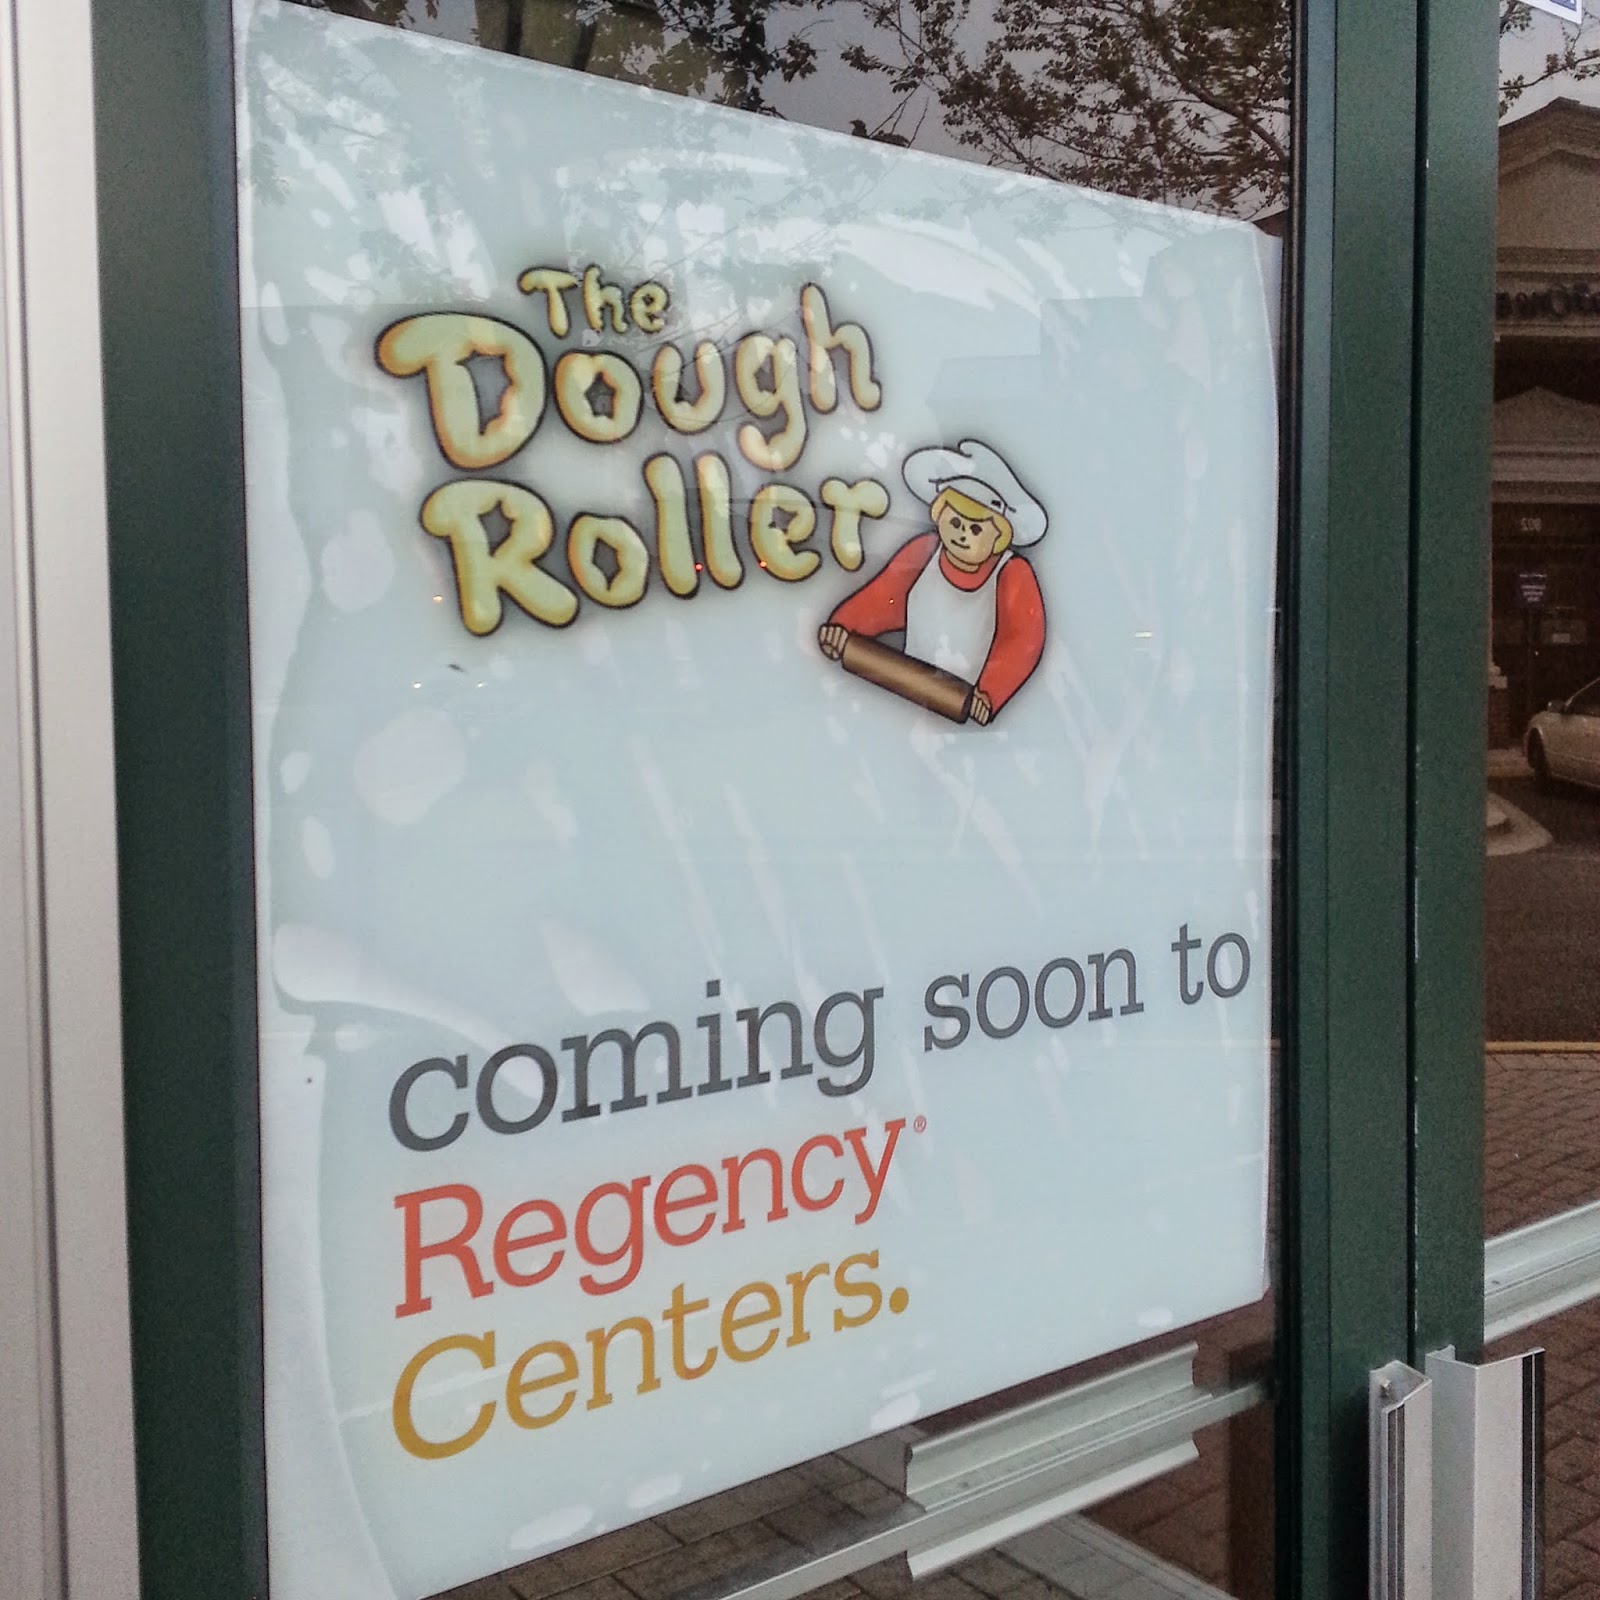 The
Dough
Roller
coming soon to
Regency®
Centers.